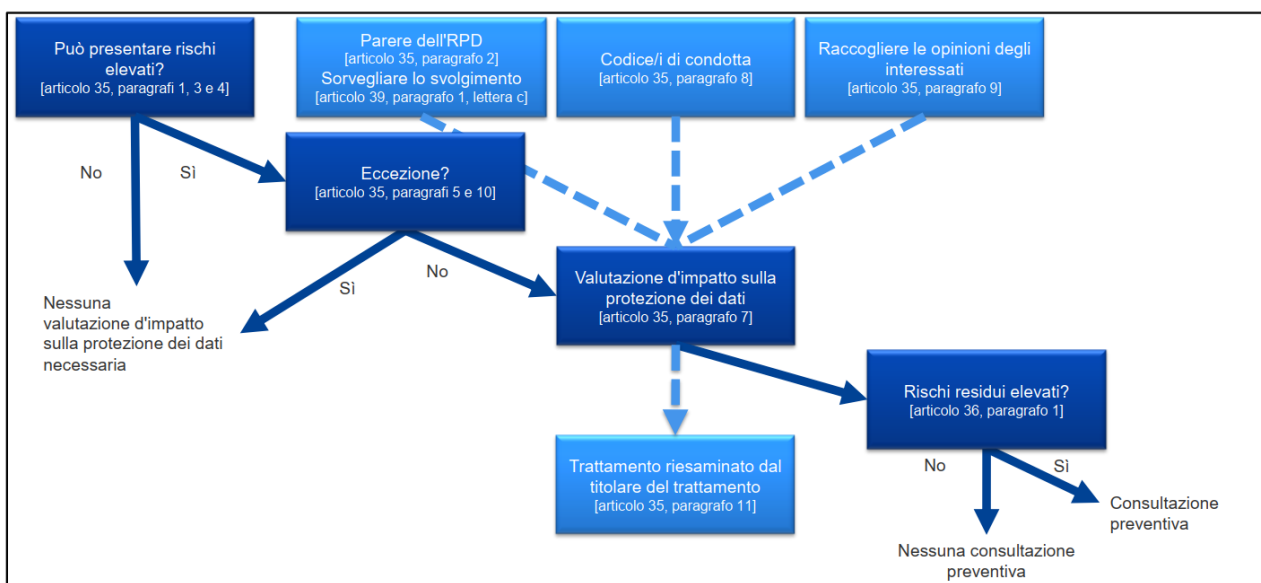 Può presentare rischi
elevati?
[articolo 35, paragrafi 1, 3 e 4]
Parere dell'RPD
[articolo 35, paragrafo 2]
Sorvegliare lo svolgimento
[articolo 39, paragrafo 1, lettera c]
Codice/i di condotta
[articolo 35, paragrafo 8]
Raccogliere le opinioni degli
interessati
[articolo 35, paragrafo 9]
No
Sì
Eccezione?
[articolo 35, paragrafi 5 e 10]
Sì
No
Nessuna
valutazione d'impatto
sulla protezione dei dati
necessaria
Valutazione d'impatto sulla
protezione dei dati
[articolo 35, paragrafo 7]
Rischi residui elevati?
[articolo 36, paragrafo 1]
Trattamento riesaminato dal
titolare del trattamento
[articolo 35, paragrafo 11]
No
Sì
Consultazione
preventiva
Nessuna consultazione
preventiva